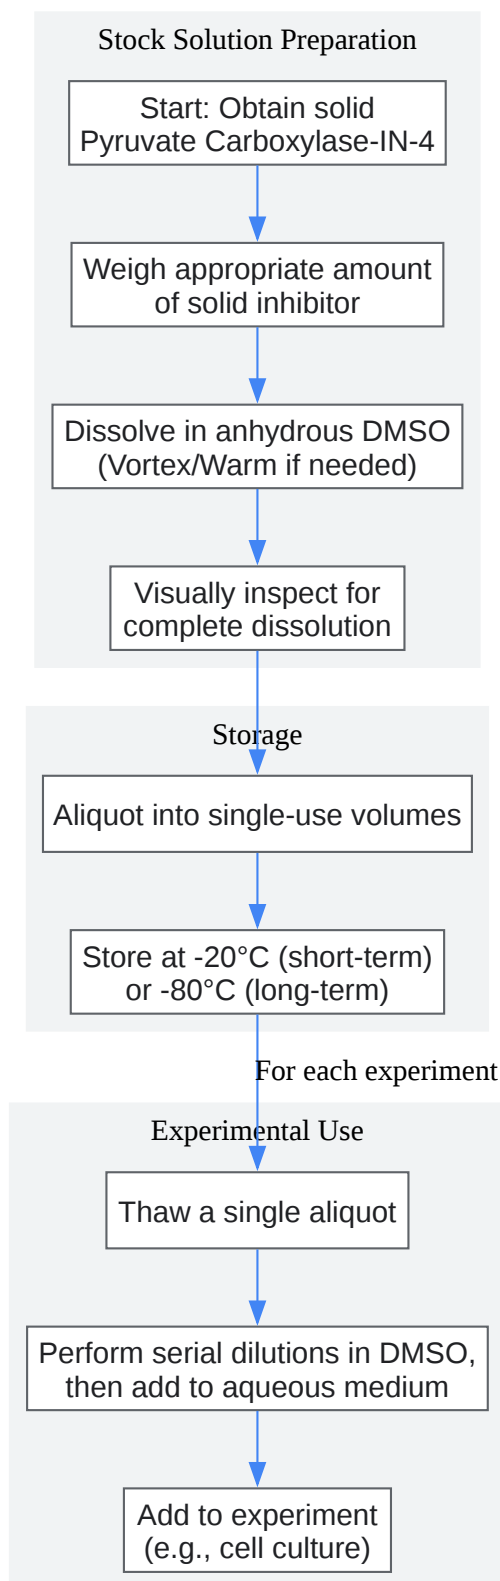 Stock Solution Preparation
Start: Obtain solid
Pyruvate Carboxylase-IN-4
Weigh appropriate amount
of solid inhibitor
Dissolve in anhydrous DMSO
(Vortex/Warm if needed)
Visually inspect for
complete dissolution
Storage
Aliquot into single-use volumes
Store at -20°C (short-term)
or -80°C (long-term)
For each experiment
Experimental Use
Thaw a single aliquot
Perform serial dilutions in DMSO,
then add to aqueous medium
Add to experiment
(e.g., cell culture)